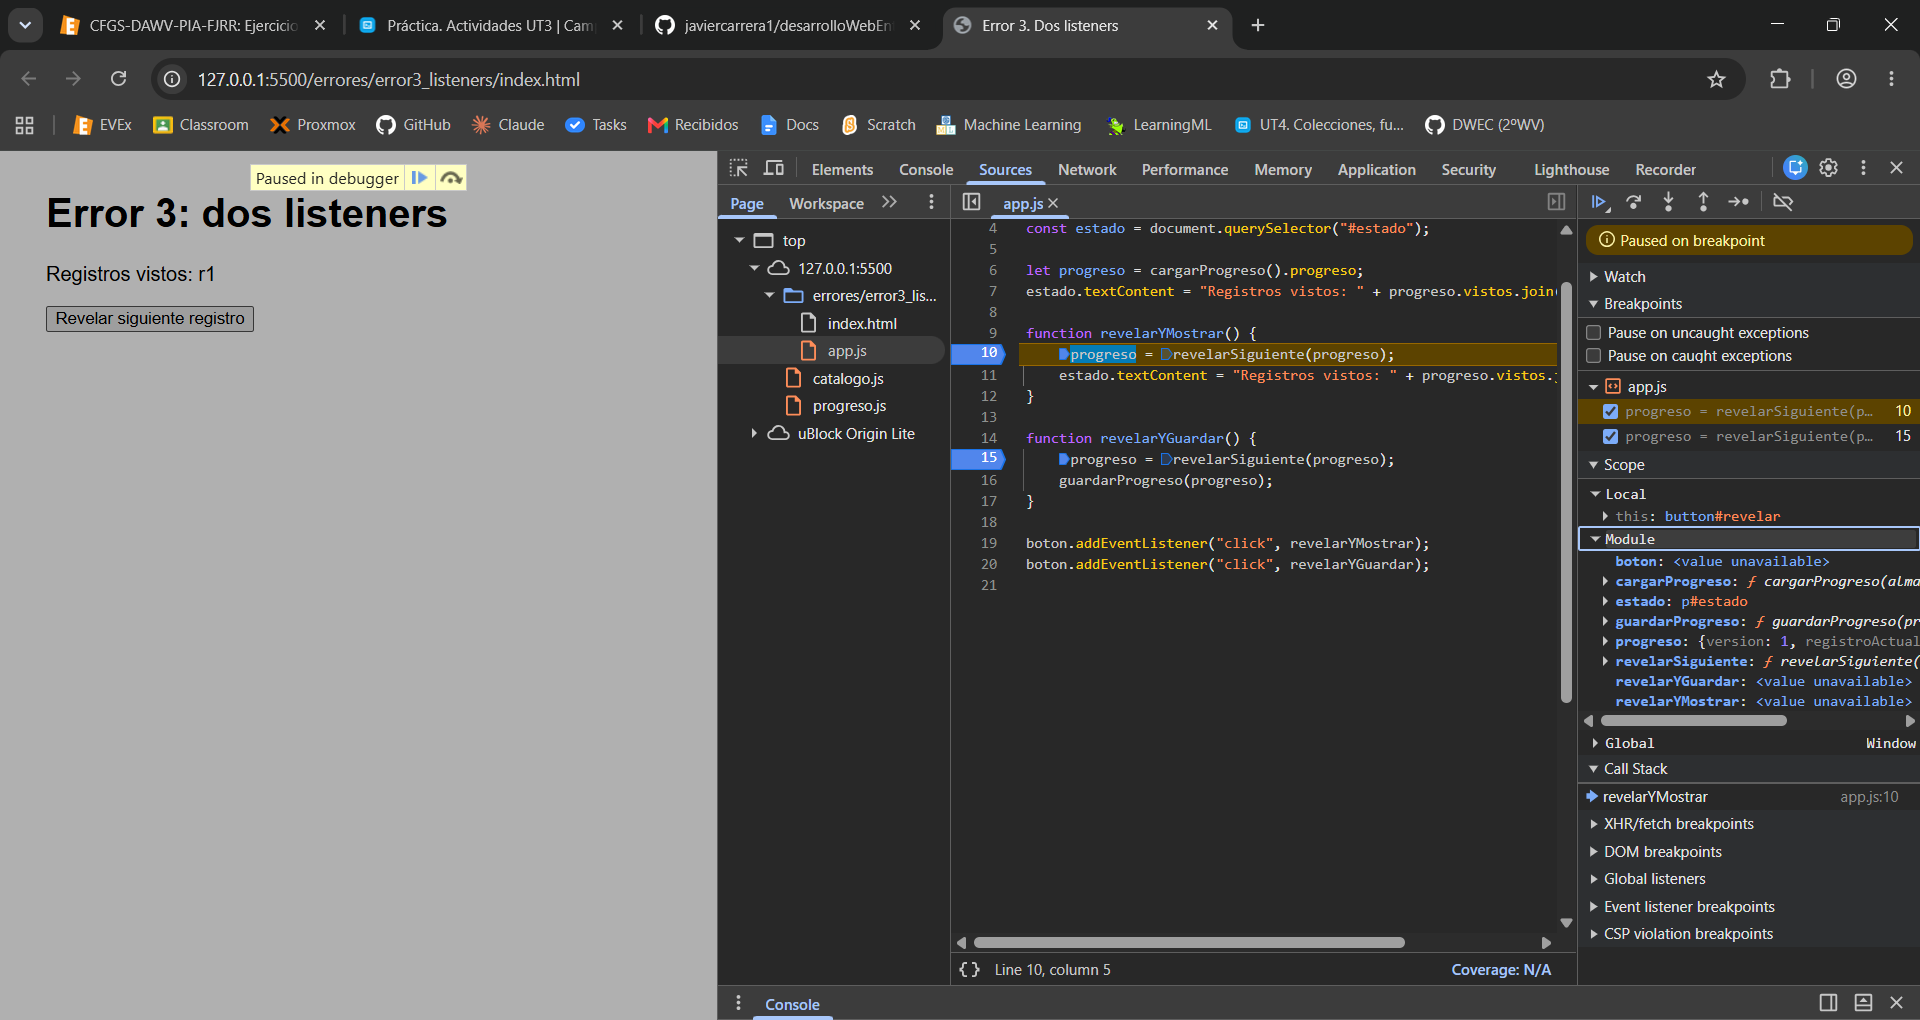 CFGS-DAWV-PIA-FJRR: Ejercicio
Práctica. Actividades UT3 | Cam
javiercarrera1/desarrolloWebEn
Error 3. Dos listeners
127.0.0.1:5500/errores/error3_listeners/index.html
EVEx
Classroom
Proxmox
GitHub
Claude
Tasks
Recibidos
Docs
Scratch
Machine Learning
LearningML
UT4. Colecciones, fu...
DWEC (2ºWV)
Paused in debugger
Error 3: dos listeners
Registros vistos: r1
Revelar siguiente registro
Elements
Console
Sources
Network
Performance
Memory
Application
Security
Lighthouse
Recorder
Page
Workspace
top
127.0.0.1:5500
errores/error3_lis...
index.html
app.js
catalogo.js
progreso.js
uBlock Origin Lite
app.js
4 const estado = document.querySelector("#estado");
5
6 let progreso = cargarProgreso().progreso;
7 estado.textContent = "Registros vistos: " + progreso.vistos.join(
8
9 function revelarYMostrar() {
10 progreso = revelarSiguiente(progreso);
11 estado.textContent = "Registros vistos: " + progreso.vistos.
12 }
13
14 function revelarYGuardar() {
15 progreso = revelarSiguiente(progreso);
16 guardarProgreso(progreso);
17 }
18
19 boton.addEventListener("click", revelarYMostrar);
20 boton.addEventListener("click", revelarYGuardar);
21
{} Line 10, column 5
Coverage: N/A
Paused on breakpoint
Watch
Breakpoints
Pause on uncaught exceptions
Pause on caught exceptions
app.js
progreso = revelarSiguiente(p... 10
progreso = revelarSiguiente(p... 15
Scope
Local
this: button#revelar
Module
boton: <value unavailable>
cargarProgreso: ƒ cargarProgreso(alma
estado: p#estado
guardarProgreso: ƒ guardarProgreso(pr
progreso: {version: 1, registroActual
revelarSiguiente: ƒ revelarSiguiente(
revelarYGuardar: <value unavailable>
revelarYMostrar: <value unavailable>
Global Window
Call Stack
revelarYMostrar app.js:10
XHR/fetch breakpoints
DOM breakpoints
Global listeners
Event listener breakpoints
CSP violation breakpoints
Console